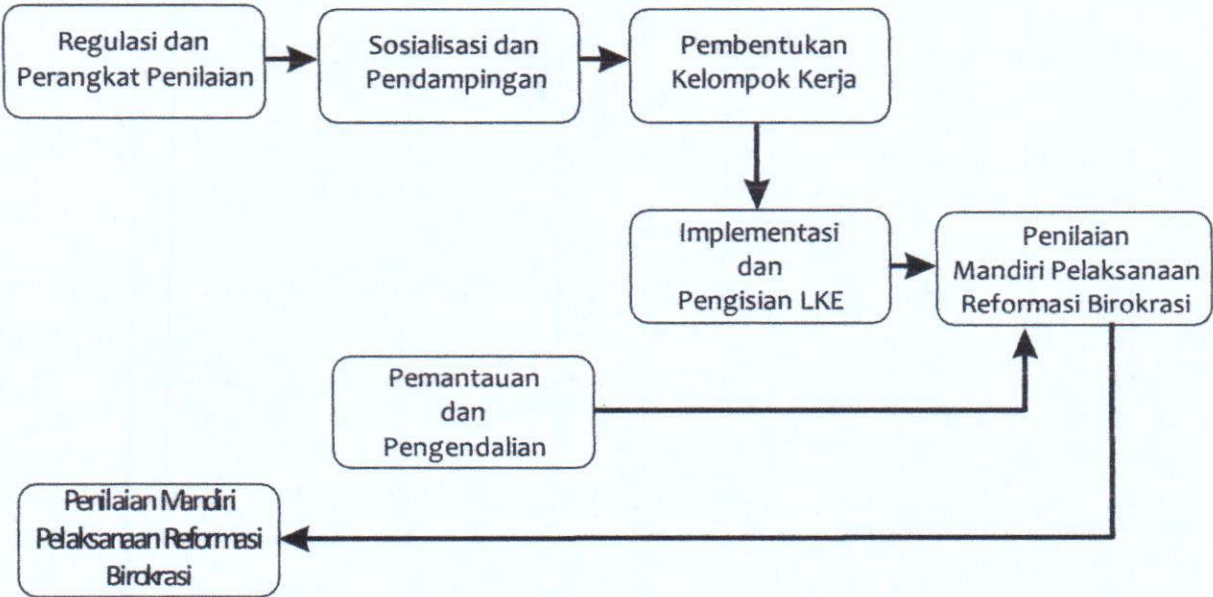 Regulasi dan
Perangkat Penilaian
Sosialisasi dan
Pendampingan
Pembentukan
Kelompok Kerja
Implementasi
dan
Pengisian LKE
Penilaian
Mandiri Pelaksanaan
Reformasi Birokrasi
Pemantauan
dan
Pengendalian
Penilaian Mandiri
Pelaksanaan Reformasi
Birokrasi